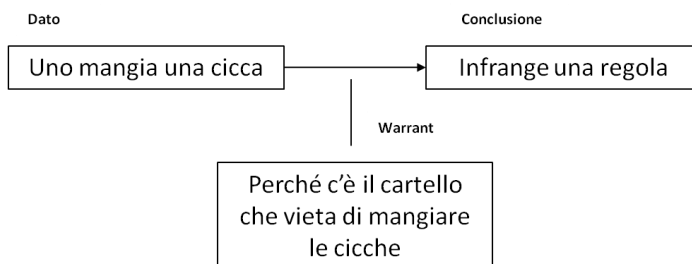 Dato
Conclusione
Uno mangia una cicca
Infrange una regola
Warrant
Perché c'è il cartello
che vieta di mangiare
le cicche